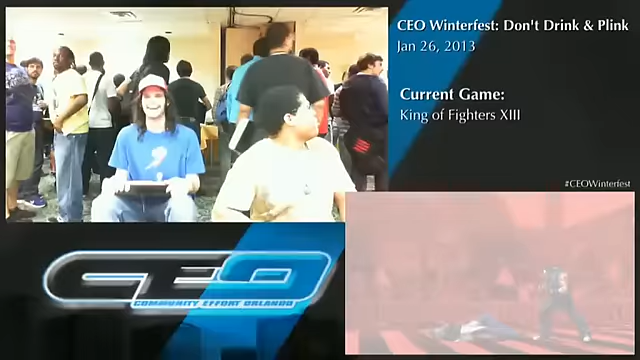 CEO Winterfest: Don't Drink & Plink
Jan 26, 2013
Current Game:
King of Fighters XIII
#CEOWinterfest
CEO
COMMUNITY EFFORT ORLANDO